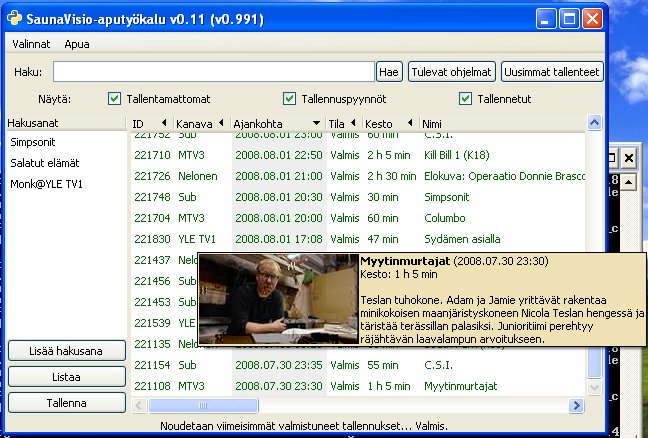 SaunaVisio-aputyökalu v0.11 (v0.991)
Valinnat Apua
Haku: Hae Tulevat ohjelmat Uusimmat tallenteet
Näytä: Tallentamattomat Tallennuspyynnöt Tallennetut
Hakusanat
Simpsonit
Salatut elämät
Monk@YLE TV1
Lisää hakusana
Listaa
Tallenna
ID Kanava Ajankohta Tila Kesto Nimi
221752 Sub 2008.08.01 23:00 Valmis 60 min C.S.I.
221710 MTV3 2008.08.01 22:50 Valmis 2 h 5 min Kill Bill 1 (K18)
221726 Nelonen 2008.08.01 21:00 Valmis 2 h 30 min Elokuva: Operaatio Donnie Brasco
221748 Sub 2008.08.01 20:30 Valmis 30 min Simpsonit
221704 MTV3 2008.08.01 20:00 Valmis 60 min Columbo
221830 YLE TV1 2008.08.01 17:08 Valmis 47 min Sydämen asialla
221437 Nelo
221456 Sub
221453 Sub
221539 YLE
221135 Nelonen
221154 Sub 2008.07.30 23:35 Valmis 55 min C.S.I.
221108 MTV3 2008.07.30 23:30 Valmis 1 h 5 min Myytinmurtajat
Myytinmurtajat (2008.07.30 23:30)
Kesto: 1 h 5 min
Teslan tuhokone. Adam ja Jamie yrittävät rakentaa
minikokoisen maanjäristyskoneen Nicola Teslan hengessä ja
täristää terässillan palasiksi. Junioritiimi perehtyy
räjähtävän laavalampun arvoitukseen.
Noudetaan viimeisimmät valmistuneet tallennukset... Valmis.